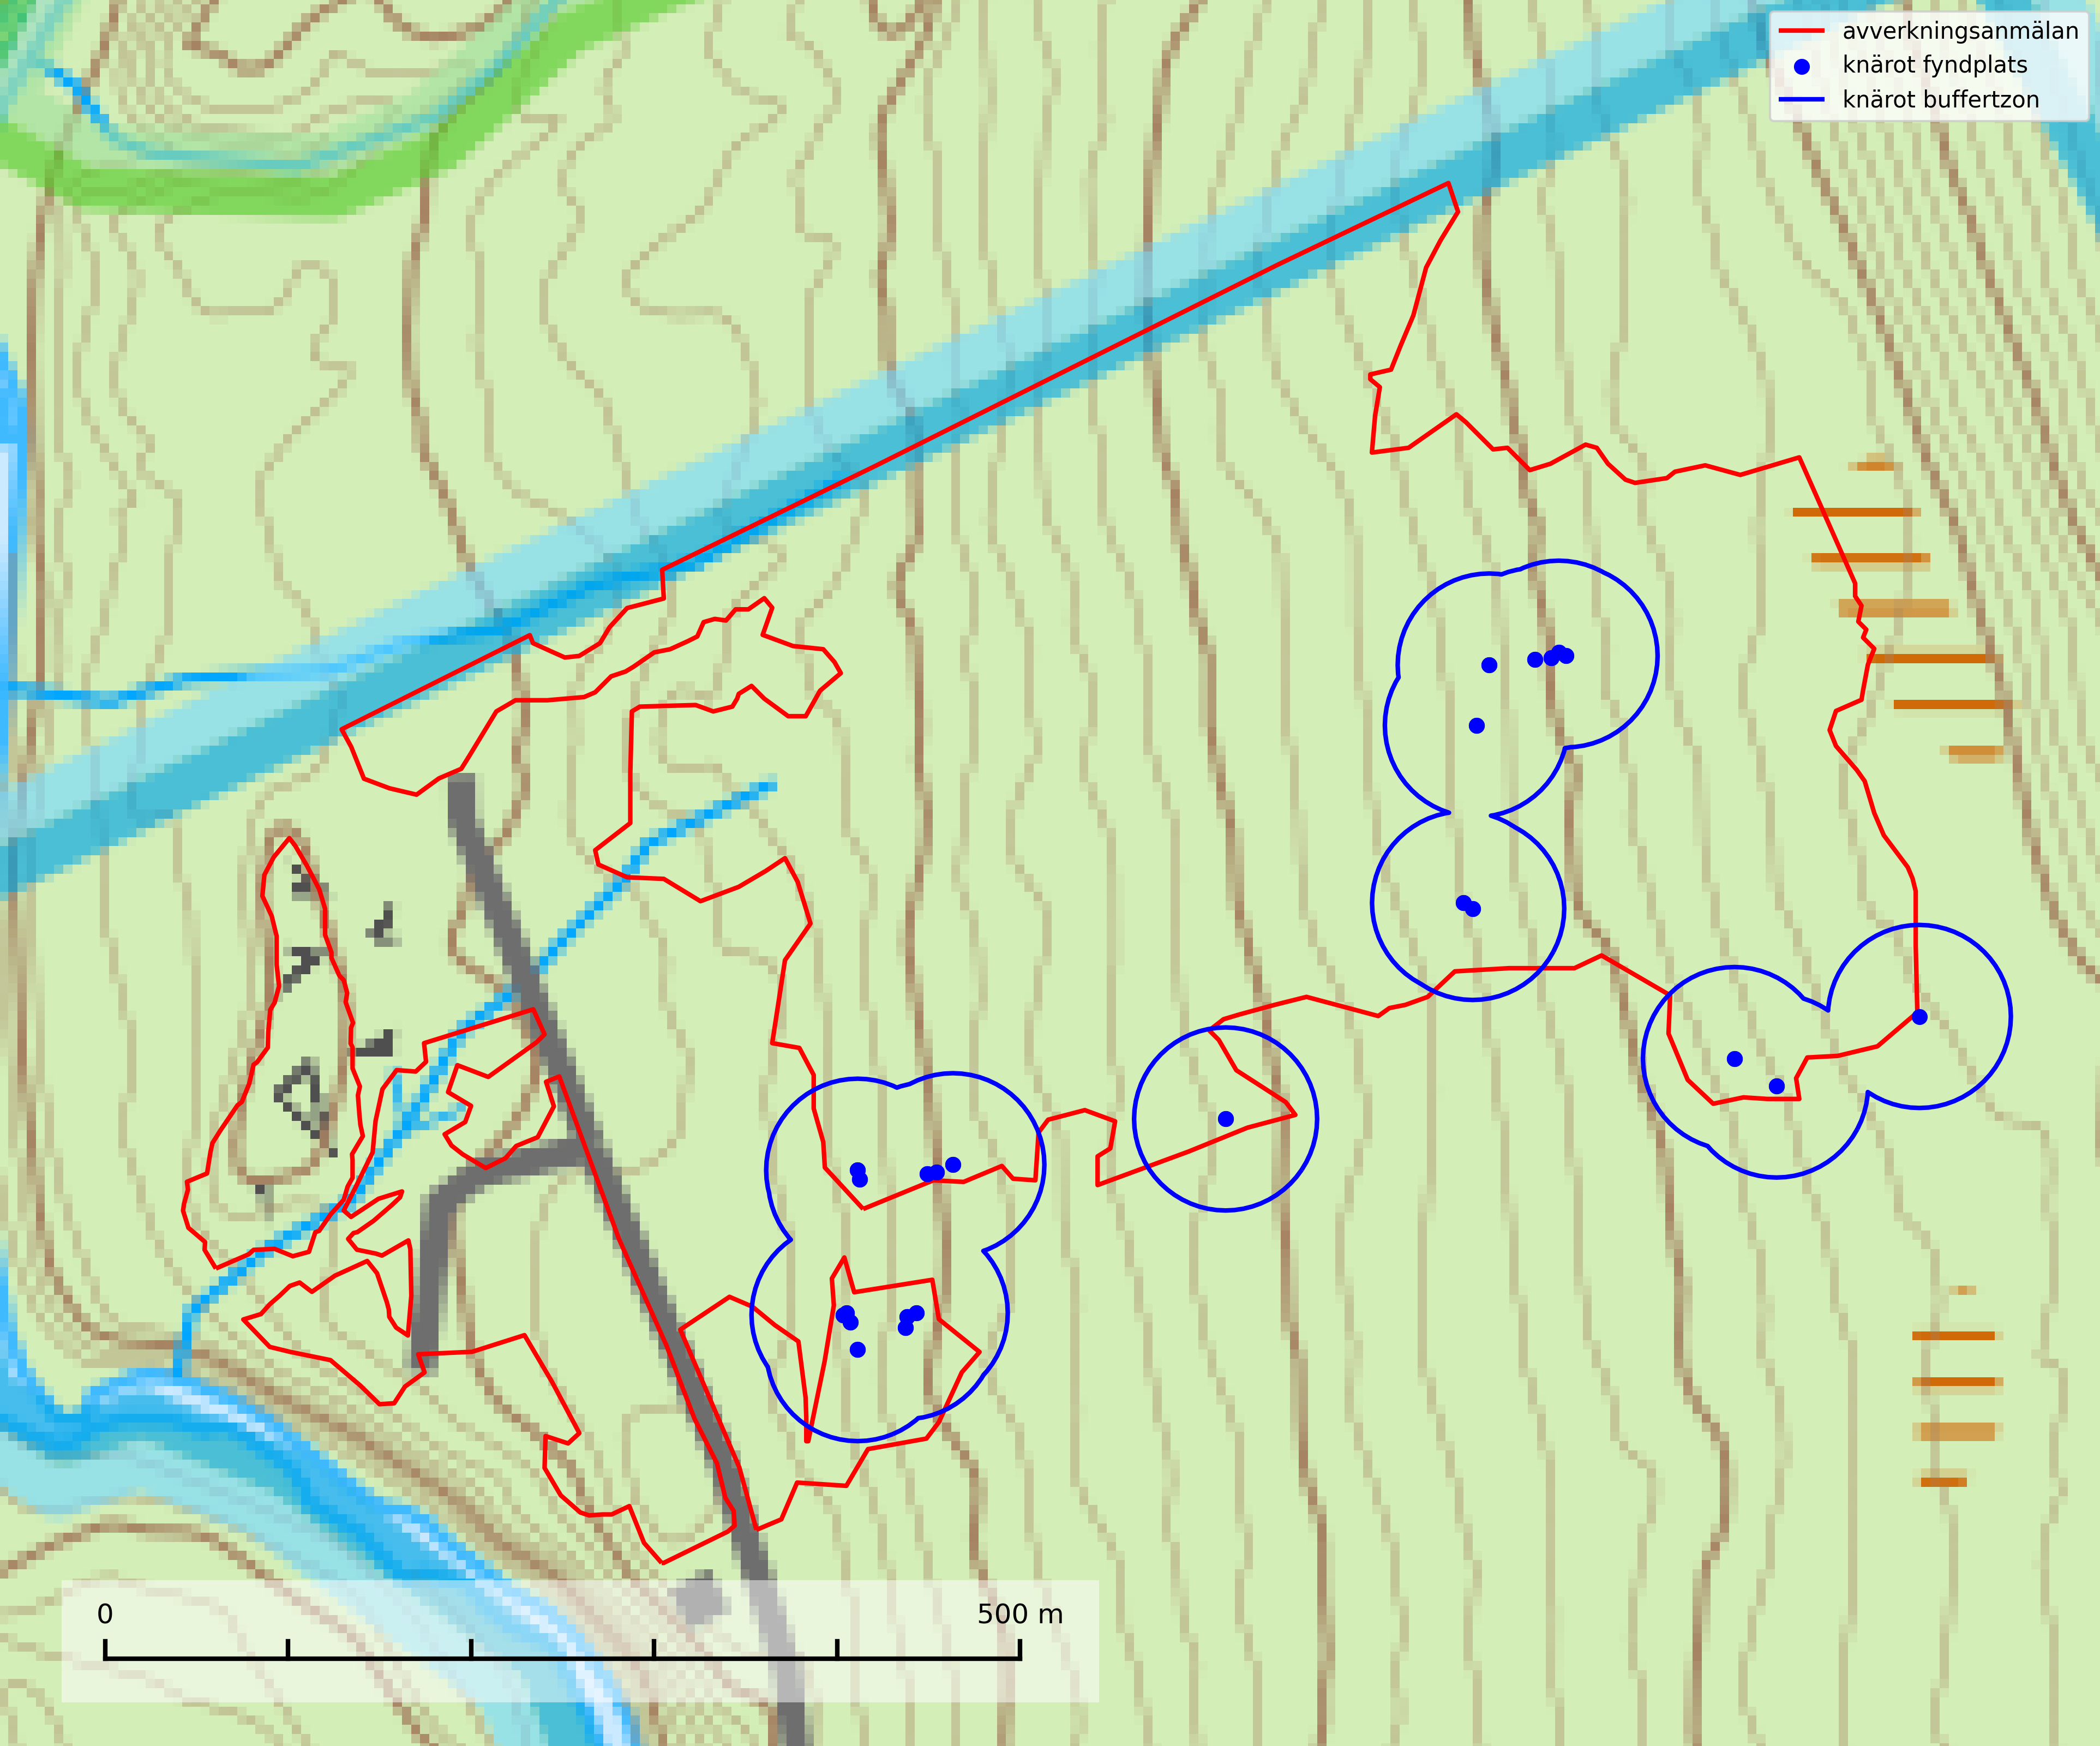 avverkningsanmälan
knärot fyndplats
knärot buffertzon
0 500 m